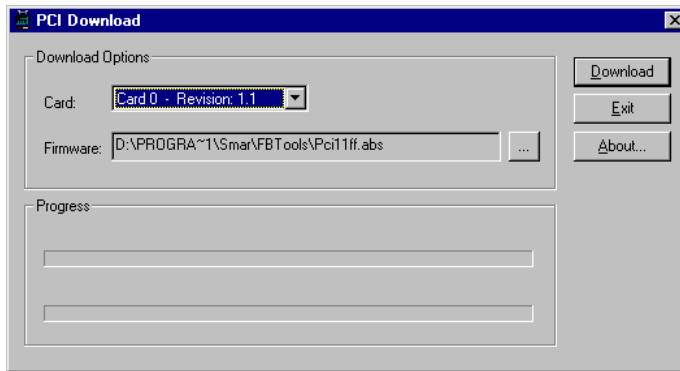 PCI Download
Download Options
Card:
Card 0 - Revision: 1.1
Firmware:
D:\PROGRA~1\Smar\FBTools\Pci11ff.abs
...
Download
Exit
About...
Progress